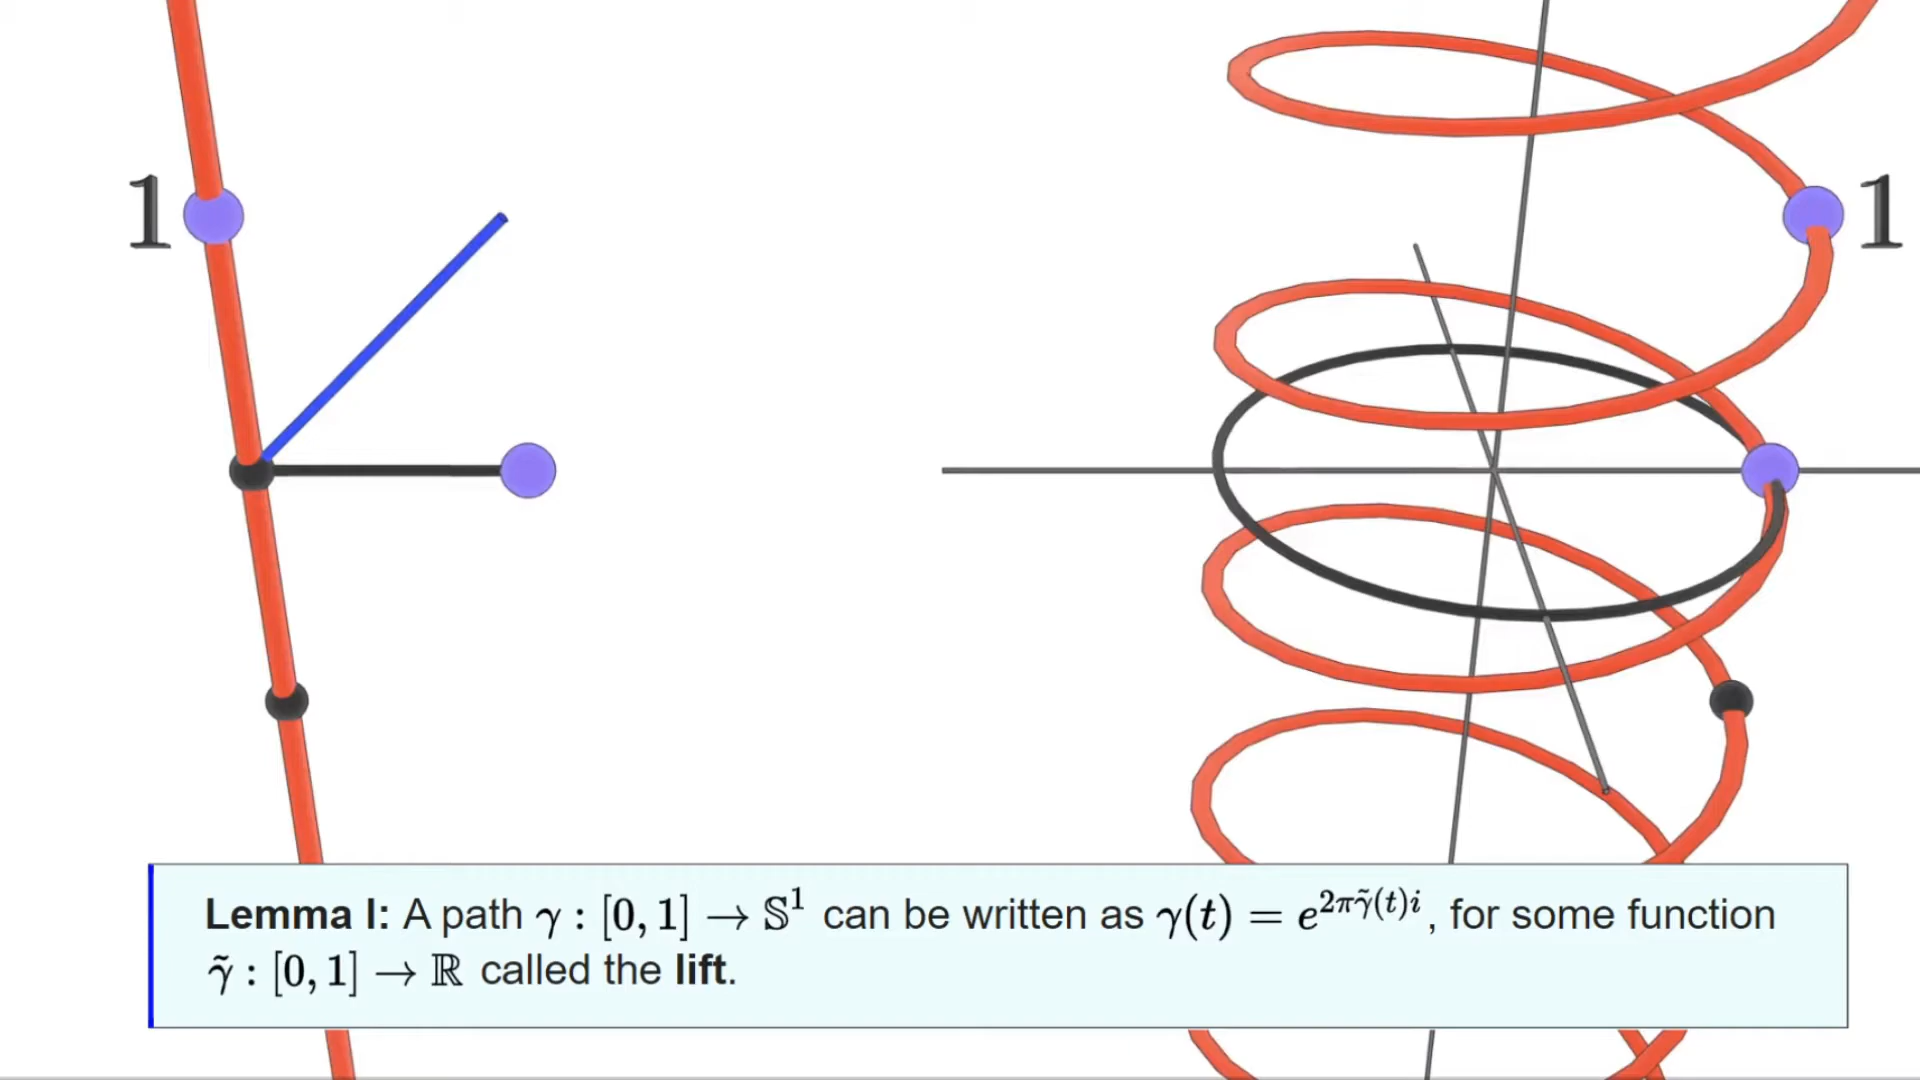 1
1
Lemma I: A path γ : [0, 1] → 𝕊¹ can be written as γ(t) = e^{2πγ̃(t)i}, for some function
γ̃ : [0, 1] → ℝ called the lift.